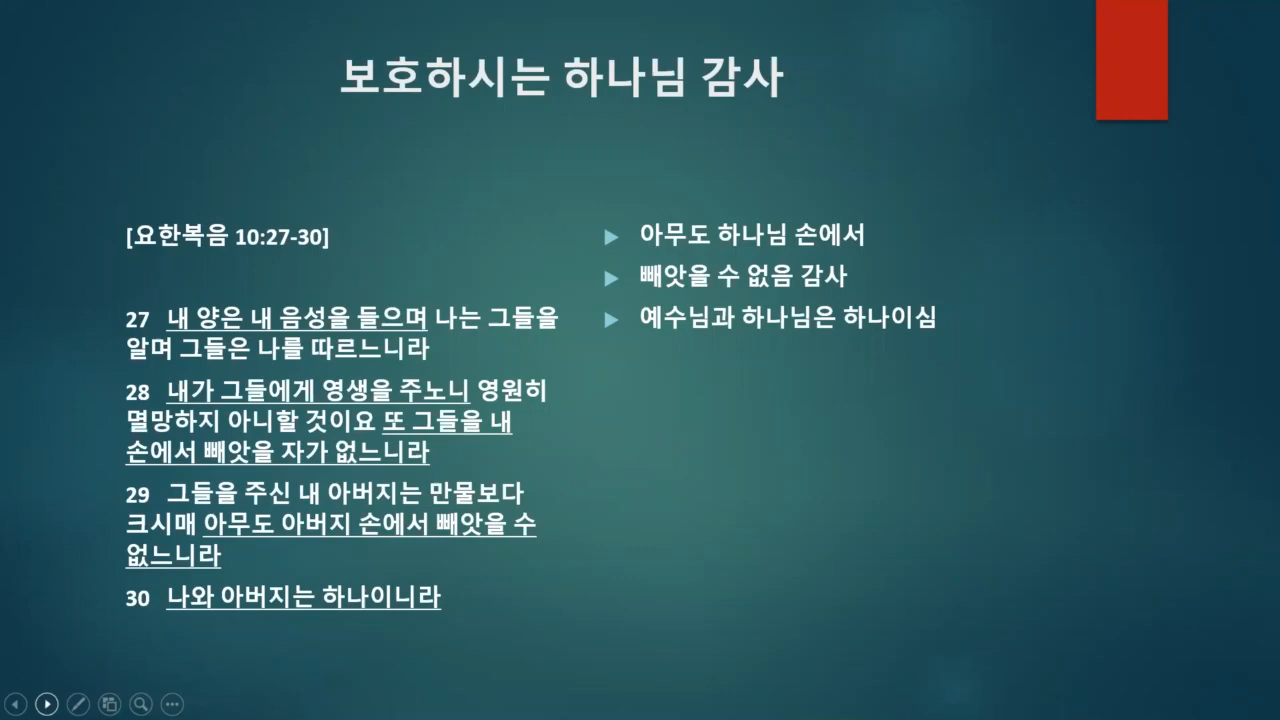 보호하시는 하나님 감사
[요한복음 10:27-30]
27 내 양은 내 음성을 들으며 나는 그들을
알며 그들은 나를 따르느니라
28 내가 그들에게 영생을 주노니 영원히
멸망하지 아니할 것이요 또 그들을 내
손에서 빼앗을 자가 없느니라
29 그들을 주신 내 아버지는 만물보다
크시매 아무도 아버지 손에서 빼앗을 수
없느니라
30 나와 아버지는 하나이니라
아무도 하나님 손에서
빼앗을 수 없음 감사
예수님과 하나님은 하나이심